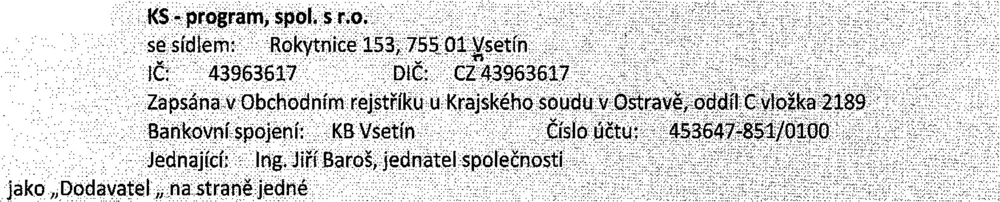 KS - program, spol. s r.o.
se sídlem: Rokytnice 153, 755 01 Vsetín
IČ: 43963617 DIČ: CZ 43963617
Zapsána v Obchodním rejstříku u Krajského soudu v Ostravě, oddíl C vložka 2189
Bankovní spojení: KB Vsetín Číslo účtu: 453647-851/0100
Jednající: Ing. Jiří Baroš, jednatel společnosti
jako „Dodavatel „ na straně jedné